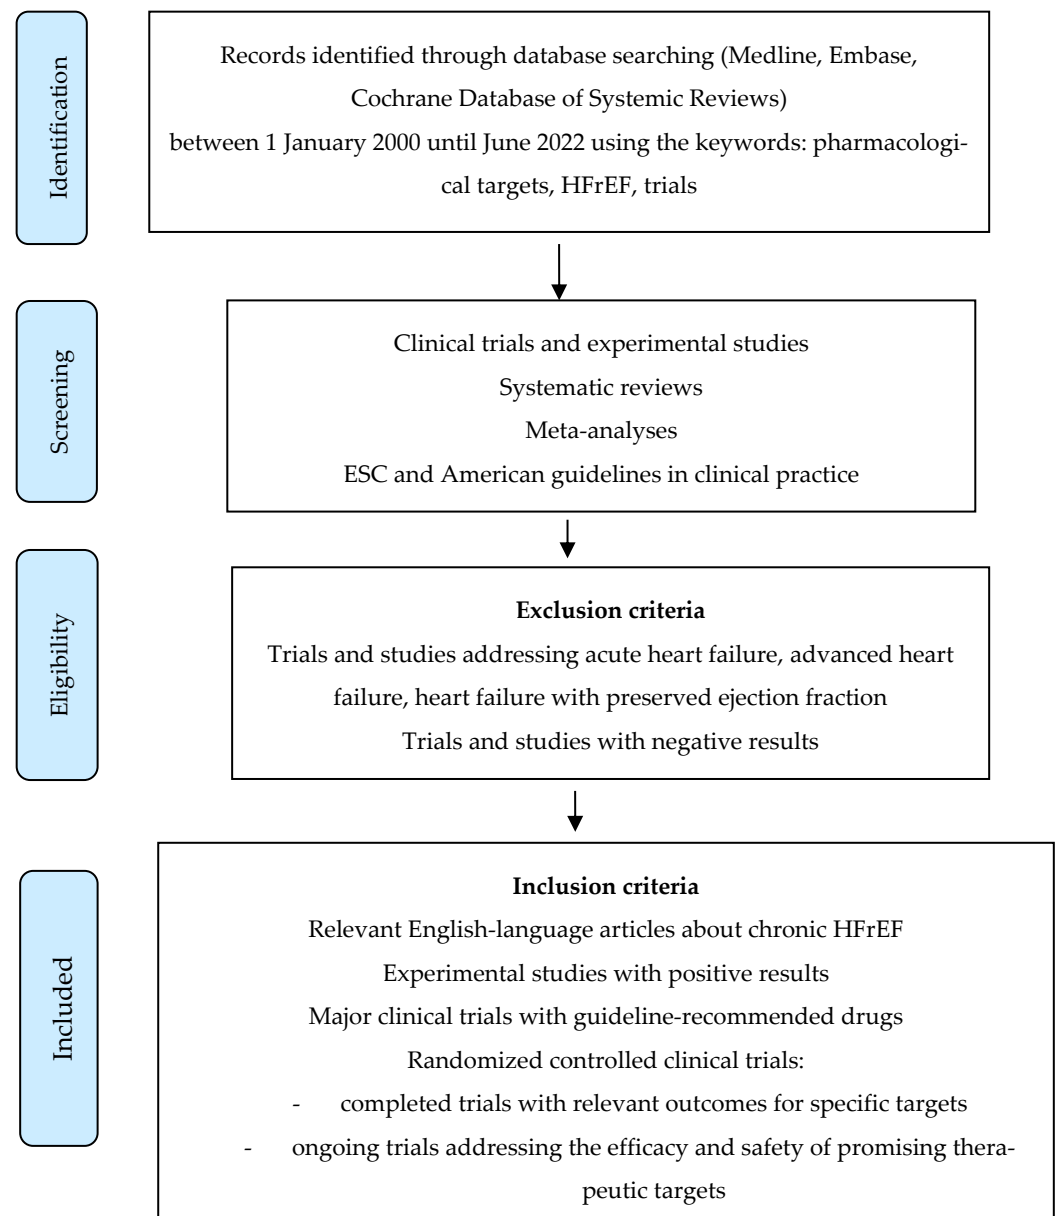 Identification
Records identified through database searching (Medline, Embase,
Cochrane Database of Systemic Reviews)
between 1 January 2000 until June 2022 using the keywords: pharmacologi-
cal targets, HFrEF, trials
Screening
Clinical trials and experimental studies
Systematic reviews
Meta-analyses
ESC and American guidelines in clinical practice
Eligibility
Exclusion criteria
Trials and studies addressing acute heart failure, advanced heart
failure, heart failure with preserved ejection fraction
Trials and studies with negative results
Included
Inclusion criteria
Relevant English-language articles about chronic HFrEF
Experimental studies with positive results
Major clinical trials with guideline-recommended drugs
Randomized controlled clinical trials:
- completed trials with relevant outcomes for specific targets
- ongoing trials addressing the efficacy and safety of promising thera-
peutic targets